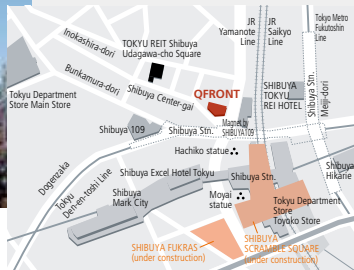 Inokashira-dori
TOKYU REIT Shibuya
Udagawa-cho Square
JR
Yamanote
Line
JR
Saikyo
Line
Tokyo Metro
Fukutoshin
Line
Bunkamura-dori
Shibuya Center-gai
QFRONT
Tokyu Department
Store Main Store
SHIBUYA
TOKYU
REI HOTEL
Shibuya Stn.
Meiji-dori
Magnet by
SHIBUYA109
Shibuya 109
Shibuya Stn.
Hachiko statue
Dogenzaka
Tokyu
Den-en-toshi Line
Shibuya Excel Hotel Tokyu
Shibuya Stn.
Shibuya
Hikarie
Shibuya
Mark City
Moyai
statue
Tokyu Department
Store
Toyoko Store
SHIBUYA FUKRAS
(under construction)
SHIBUYA
SCRAMBLE SQUARE
(under construction)